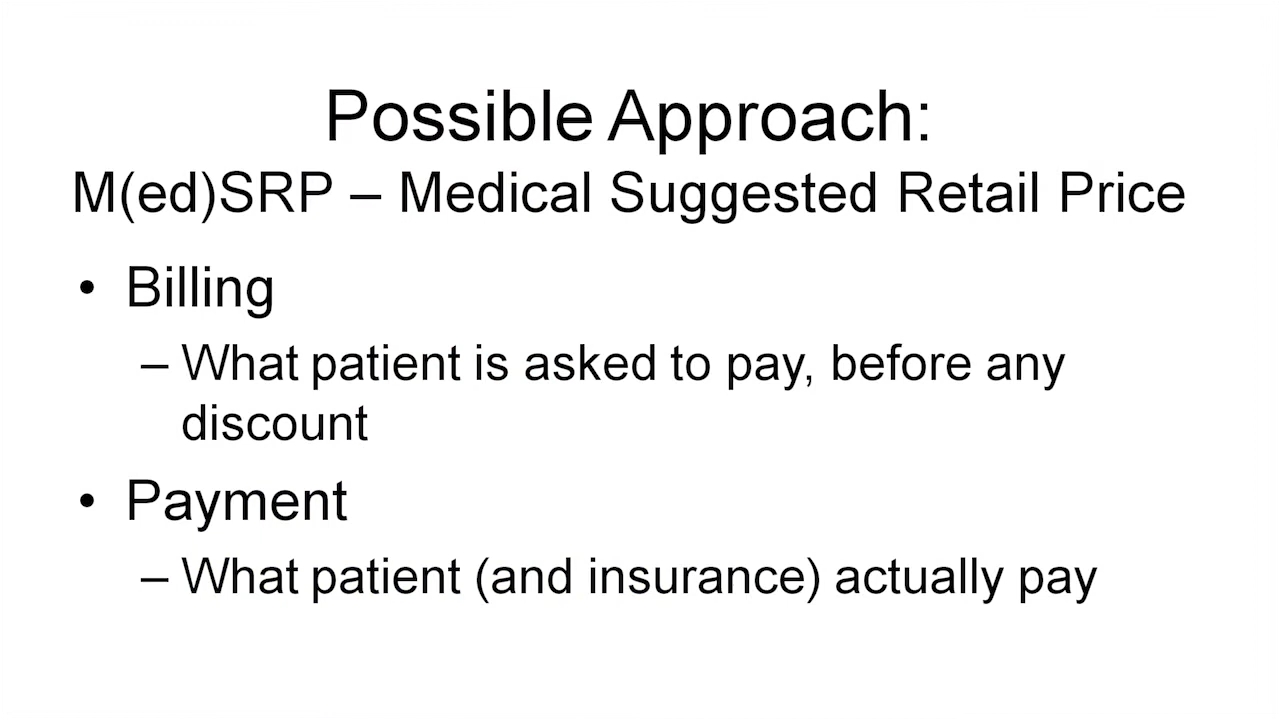 Possible Approach:
M(ed)SRP – Medical Suggested Retail Price
• Billing
– What patient is asked to pay, before any
discount
• Payment
– What patient (and insurance) actually pay